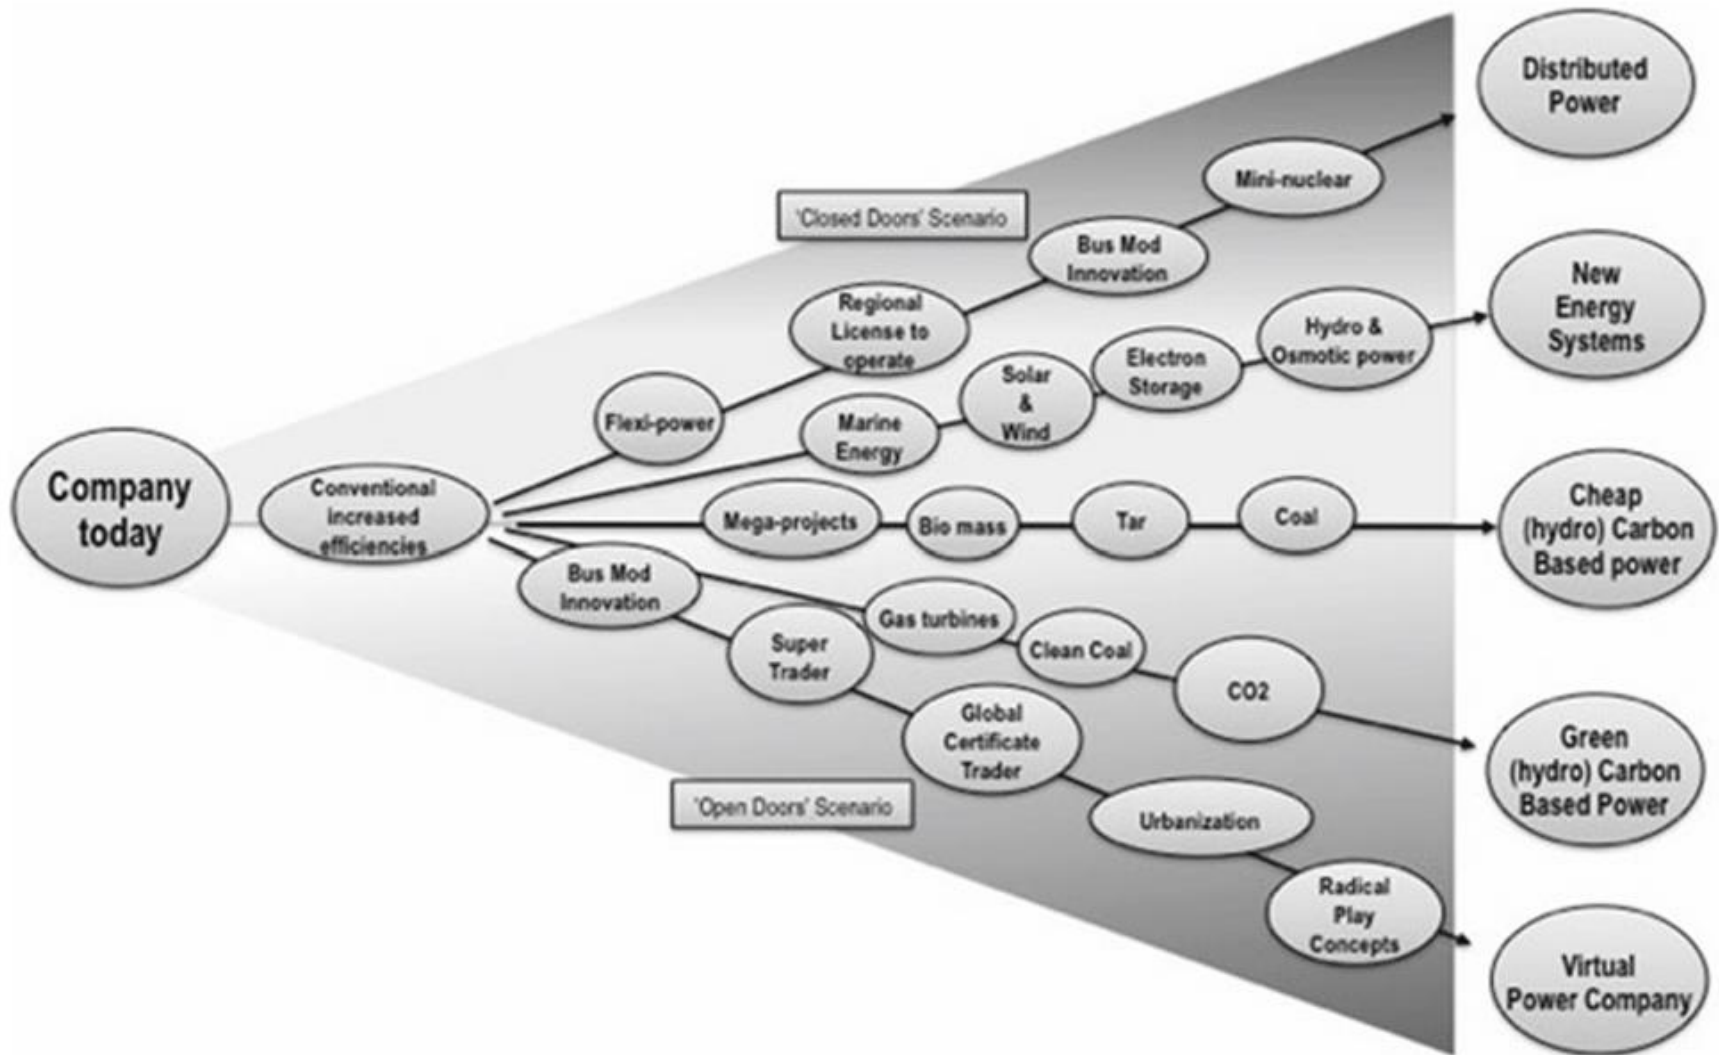 Company
today
Conventional
increased
efficiencies
'Closed Doors' Scenario
Flexi-power
Regional
License to
operate
Bus Mod
Innovation
Mini-nuclear
Distributed
Power
Marine
Energy
Solar
&
Wind
Electron
Storage
Hydro &
Osmotic power
New
Energy
Systems
Mega-projects
Bio mass
Tar
Coal
Cheap
(hydro) Carbon
Based power
Gas turbines
Clean Coal
CO2
Green
(hydro) Carbon
Based Power
Bus Mod
Innovation
Super
Trader
Global
Certificate
Trader
Urbanization
Radical
Play
Concepts
Virtual
Power Company
'Open Doors' Scenario